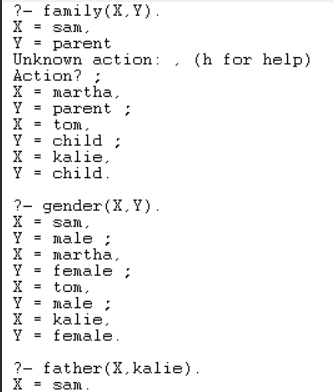 ?- family(X,Y).
X = sam,
Y = parent
Unknown action: , (h for help)
Action? ;
X = martha,
Y = parent ;
X = tom,
Y = child ;
X = kalie,
Y = child.
?- gender(X,Y).
X = sam,
Y = male ;
X = martha,
Y = female ;
X = tom,
Y = male ;
X = kalie,
Y = female.
?- father(X,kalie).
X = sam.